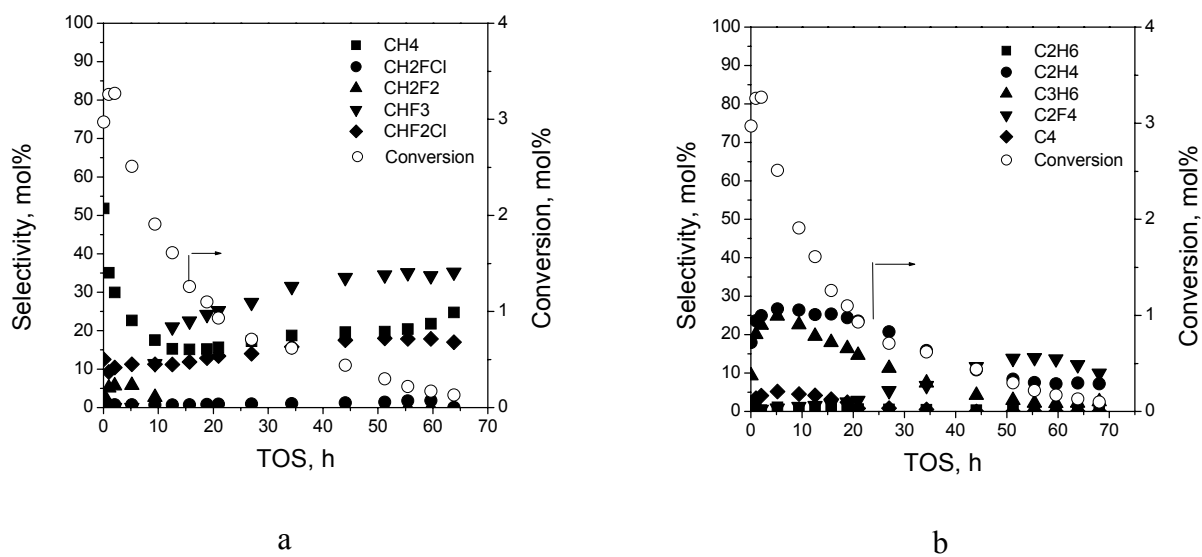 100
90
80
70
60
50
40
30
20
10
0
Selectivity, mol%
4
3
2
1
0
Conversion, mol%
CH4
CH2FCl
CH2F2
CHF3
CHF2Cl
Conversion
0 10 20 30 40 50 60 70
TOS, h
a
100
90
80
70
60
50
40
30
20
10
0
Selectivity, mol%
4
3
2
1
0
Conversion, mol%
C2H6
C2H4
C3H6
C2F4
C4
Conversion
0 10 20 30 40 50 60 70
TOS, h
b